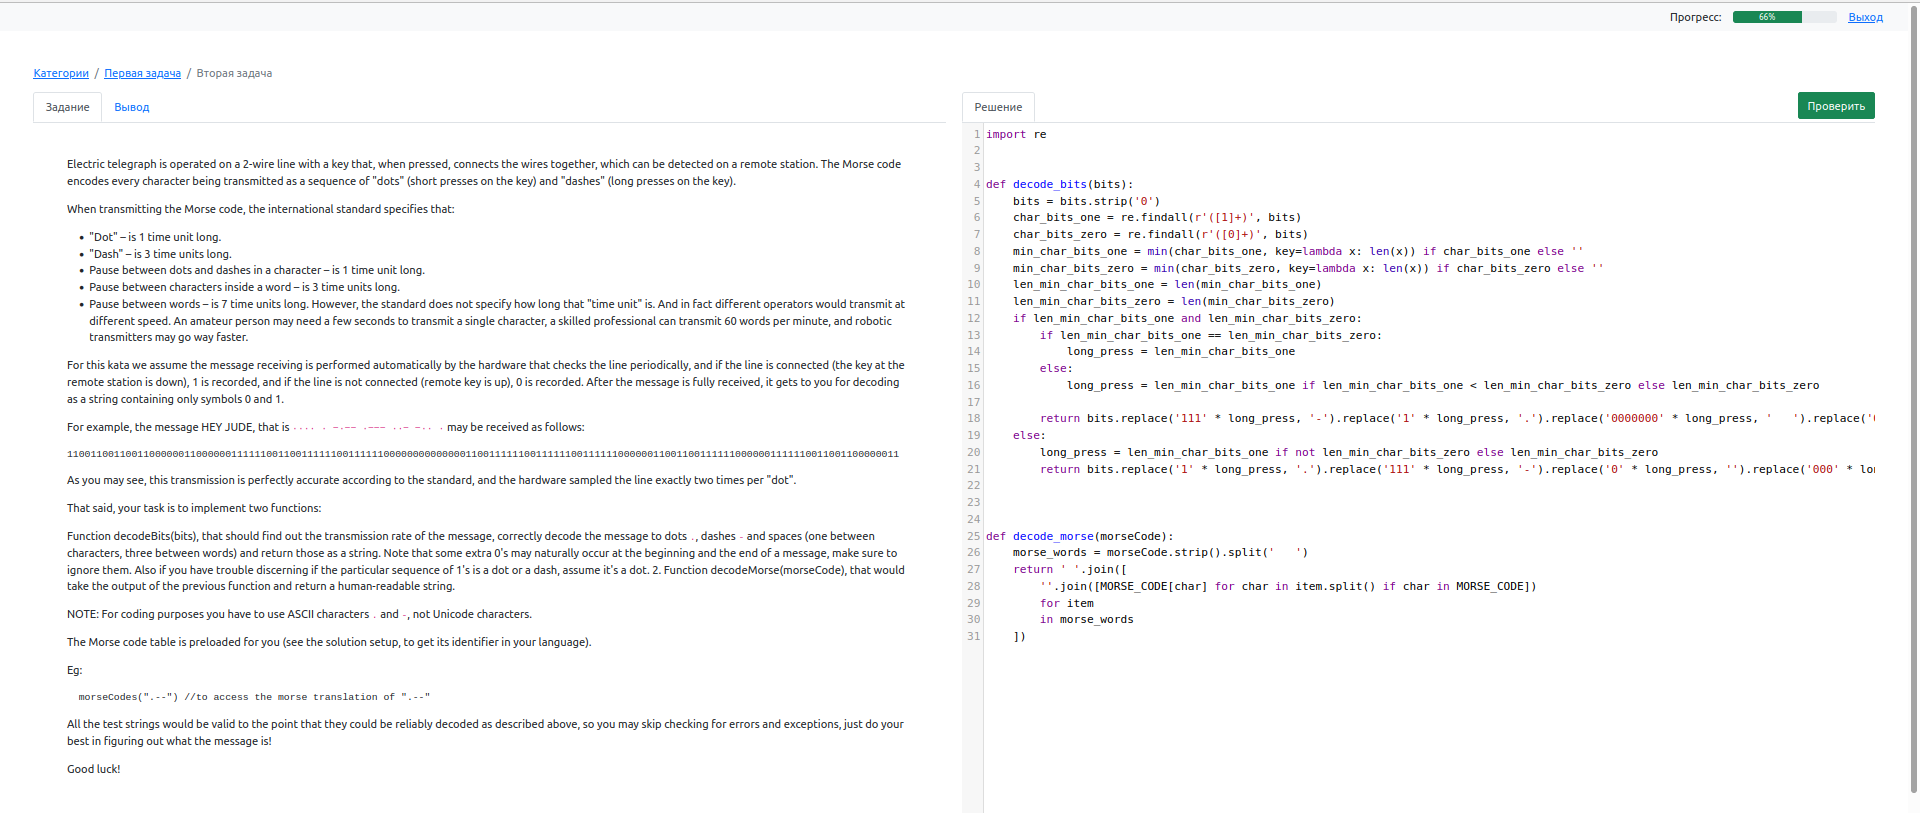 Прогресс: 66% Выход
Категории / Первая задача / Вторая задача
Задание Вывод
Electric telegraph is operated on a 2-wire line with a key that, when pressed, connects the wires together, which can be detected on a remote station. The Morse code
encodes every character being transmitted as a sequence of "dots" (short presses on the key) and "dashes" (long presses on the key).
When transmitting the Morse code, the international standard specifies that:
• "Dot" – is 1 time unit long.
• "Dash" – is 3 time units long.
• Pause between dots and dashes in a character – is 1 time unit long.
• Pause between characters inside a word – is 3 time units long.
• Pause between words – is 7 time units long. However, the standard does not specify how long that "time unit" is. And in fact different operators would transmit at
different speed. An amateur person may need a few seconds to transmit a single character, a skilled professional can transmit 60 words per minute, and robotic
transmitters may go way faster.
For this kata we assume the message receiving is performed automatically by the hardware that checks the line periodically, and if the line is connected (the key at the
remote station is down), 1 is recorded, and if the line is not connected (remote key is up), 0 is recorded. After the message is fully received, it gets to you for decoding
as a string containing only symbols 0 and 1.
For example, the message HEY JUDE, that is ···· · −·−− ·−−− ··− −·· · may be received as follows:
1100110011001100000011000000111111001100111111001111110000000000000011001111110011111100111111000000110011001111110000001111110011001100000011
As you may see, this transmission is perfectly accurate according to the standard, and the hardware sampled the line exactly two times per "dot".
That said, your task is to implement two functions:
Function decodeBits(bits), that should find out the transmission rate of the message, correctly decode the message to dots ., dashes - and spaces (one between
characters, three between words) and return those as a string. Note that some extra 0's may naturally occur at the beginning and the end of a message, make sure to
ignore them. Also if you have trouble discerning if the particular sequence of 1's is a dot or a dash, assume it's a dot. 2. Function decodeMorse(morseCode), that would
take the output of the previous function and return a human-readable string.
NOTE: For coding purposes you have to use ASCII characters . and -, not Unicode characters.
The Morse code table is preloaded for you (see the solution setup, to get its identifier in your language).
Eg:
morseCodes(".--") //to access the morse translation of ".--"
All the test strings would be valid to the point that they could be reliably decoded as described above, so you may skip checking for errors and exceptions, just do your
best in figuring out what the message is!
Good luck!
Решение Проверить
1 import re
2
3
4 def decode_bits(bits):
5     bits = bits.strip('0')
6     char_bits_one = re.findall(r'([1]+)', bits)
7     char_bits_zero = re.findall(r'([0]+)', bits)
8     min_char_bits_one = min(char_bits_one, key=lambda x: len(x)) if char_bits_one else ''
9     min_char_bits_zero = min(char_bits_zero, key=lambda x: len(x)) if char_bits_zero else ''
10     len_min_char_bits_one = len(min_char_bits_one)
11     len_min_char_bits_zero = len(min_char_bits_zero)
12     if len_min_char_bits_one and len_min_char_bits_zero:
13         if len_min_char_bits_one == len_min_char_bits_zero:
14             long_press = len_min_char_bits_one
15         else:
16             long_press = len_min_char_bits_one if len_min_char_bits_one < len_min_char_bits_zero else len_min_char_bits_zero
17
18         return bits.replace('111' * long_press, '-').replace('1' * long_press, '.').replace('0000000' * long_press, '   ').replace('
19     else:
20         long_press = len_min_char_bits_one if not len_min_char_bits_zero else len_min_char_bits_zero
21         return bits.replace('1' * long_press, '.').replace('111' * long_press, '-').replace('0' * long_press, '').replace('000' * lo
22
23
24
25 def decode_morse(morseCode):
26     morse_words = morseCode.strip().split('   ')
27     return ' '.join([
28         ''.join([MORSE_CODE[char] for char in item.split() if char in MORSE_CODE])
29         for item
30         in morse_words
31     ])